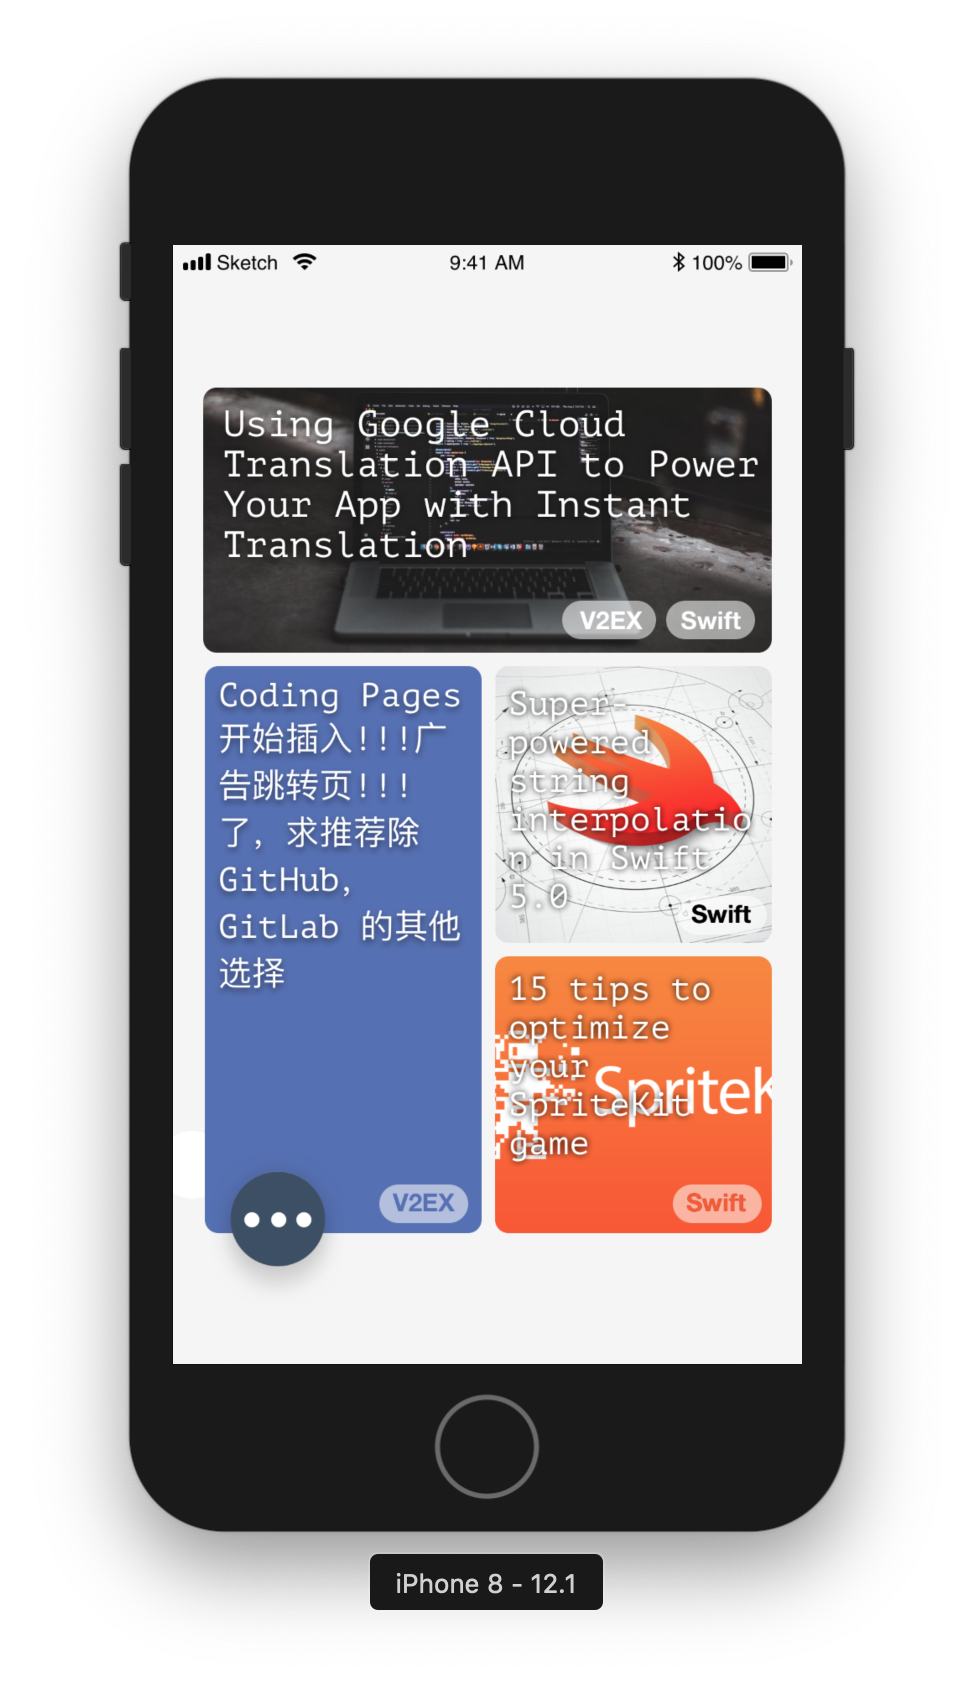 Sketch 9:41 AM 100%
Using Google Cloud
Translation API to Power
Your App with Instant
Translation
V2EX Swift
Coding Pages
开始插入!!!广
告跳转页!!!
了，求推荐除
GitHub,
GitLab 的其他
选择
V2EX
Super-
powered
string
interpolatio
n in Swift
5.0
Swift
15 tips to
optimize
your
SpriteKit
game
SpriteK
Swift
iPhone 8 - 12.1